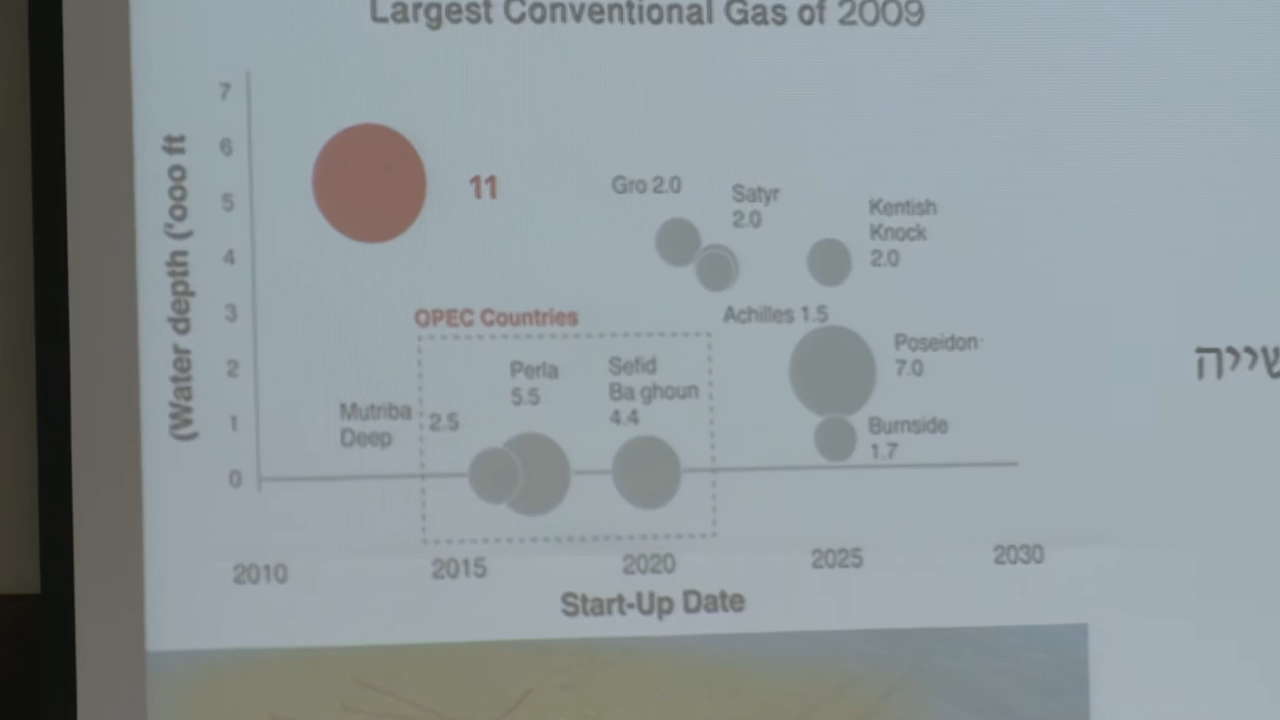 Largest Conventional Gas of 2009
(Water depth ('ooo ft
7
6
5
4
3
2
1
0
11
Gro 2.0
Satyr
2.0
Kentish
Knock
2.0
OPEC Countries
Achilles 1.5
Perla
5.5
Sefid
Ba ghoun
4.4
Poseidon
7.0
Mutriba
Deep
2.5
Burnside
1.7
2010
2015
2020
2025
2030
Start-Up Date